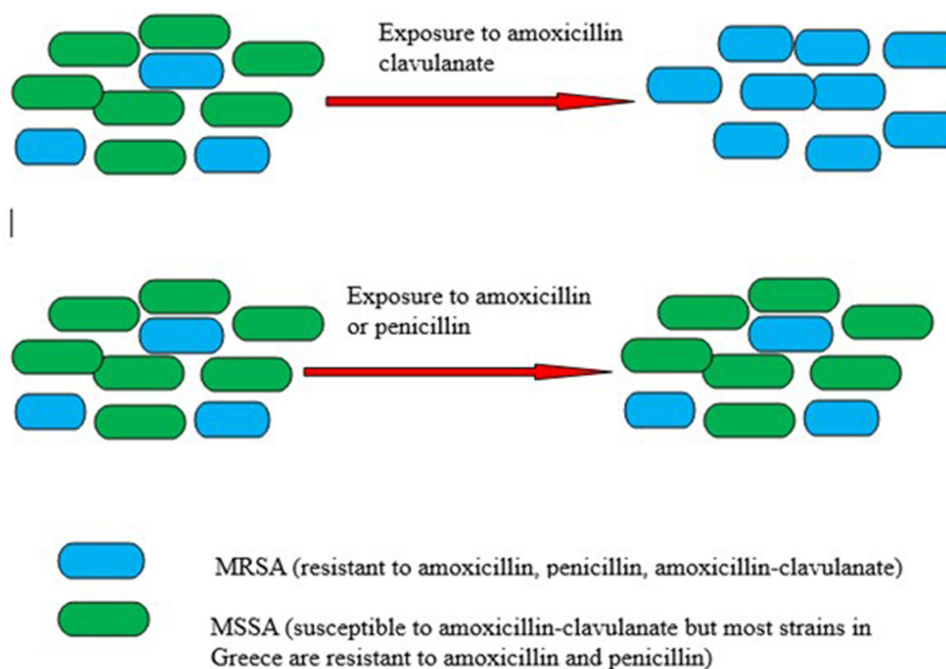 Exposure to amoxicillin
clavulanate
Exposure to amoxicillin
or penicillin
MRSA (resistant to amoxicillin, penicillin, amoxicillin-clavulanate)
MSSA (susceptible to amoxicillin-clavulanate but most strains in
Greece are resistant to amoxicillin and penicillin)